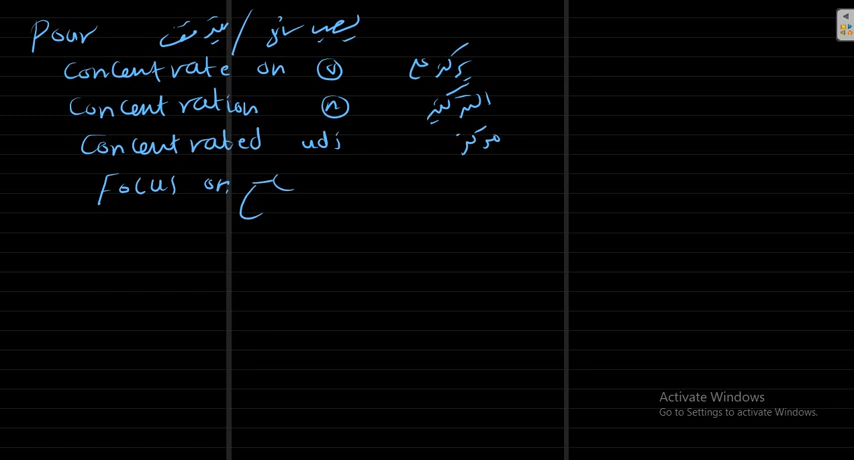 Pour يصب سائل / يتدفق
Concentrate on (v) يركز ع
Concentration (n) التركيز
Concentrated adj مركز
Focus on
Activate Windows
Go to Settings to activate Windows.